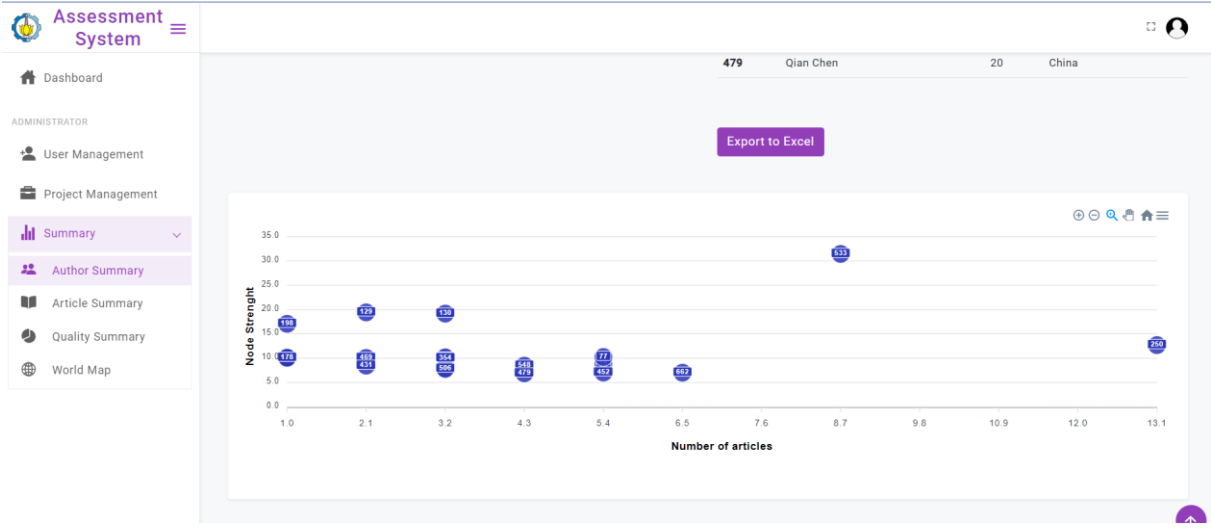 Assessment
System
Dashboard
ADMINISTRATOR
User Management
Project Management
Summary
Author Summary
Article Summary
Quality Summary
World Map
479 Qian Chen 20 China
Export to Excel
Node Strenght
35.0
30.0
25.0
20.0
15.0
10.0
5.0
0.0
533
129 130
198
250
178 469 354 77
431 506 548 452 662
479
1.0 2.1 3.2 4.3 5.4 6.5 7.6 8.7 9.8 10.9 12.0 13.1
Number of articles